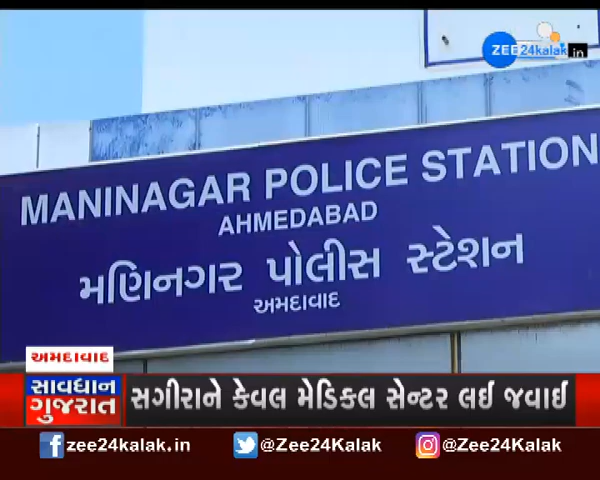 ZEE24kalak.in
MANINAGAR POLICE STATION
AHMEDABAD
મણિનગર પોલીસ સ્ટેશન
અમદાવાદ
અમદાવાદ
સાવધાન ગુજરાત
સગીરાને કેવલ મેડિકલ સેન્ટર લઈ જવાઈ
zee24kalak.in @Zee24Kalak @Zee24Kalak